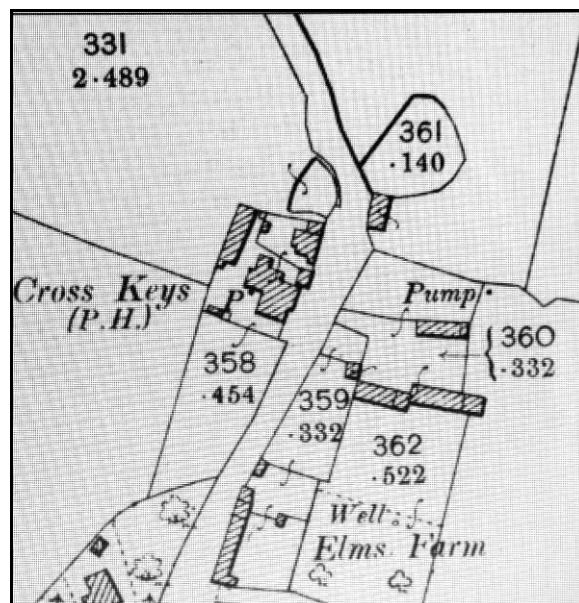 331
2·489
361
·140
Cross Keys
(P.H.)
P
Pump
360
·332
358
·454
359
·332
362
·522
Well
Elms Farm